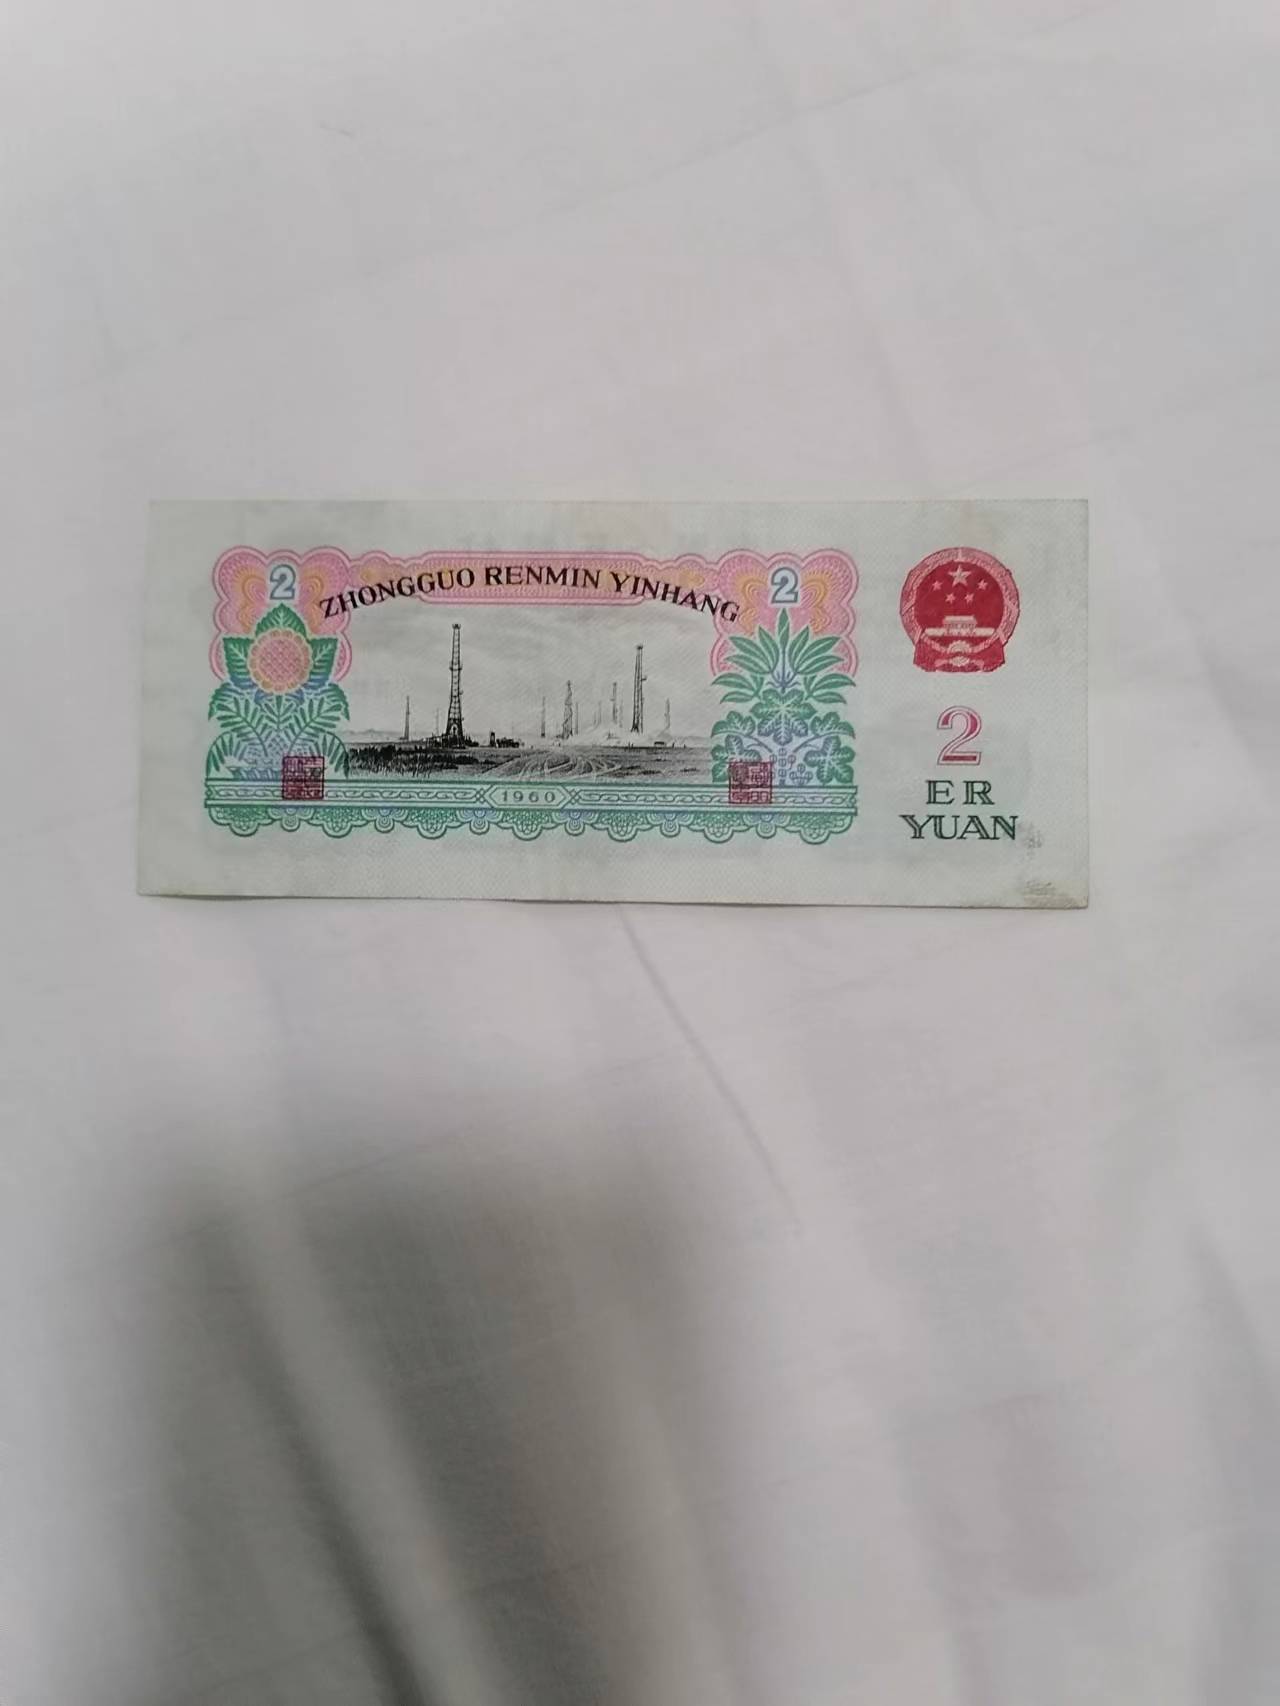 2
ZHONGGUO RENMIN YINHANG
2
1960
2
ER
YUAN